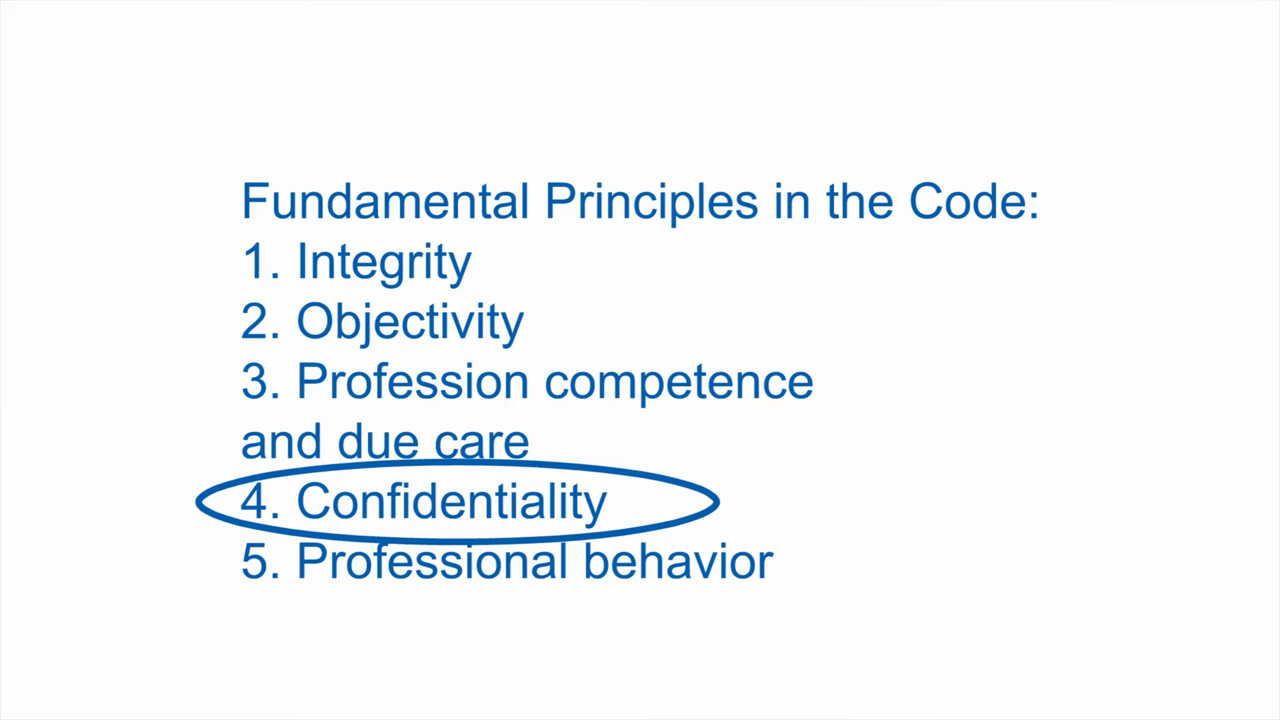 Fundamental Principles in the Code:
1. Integrity
2. Objectivity
3. Profession competence
and due care
4. Confidentiality
5. Professional behavior